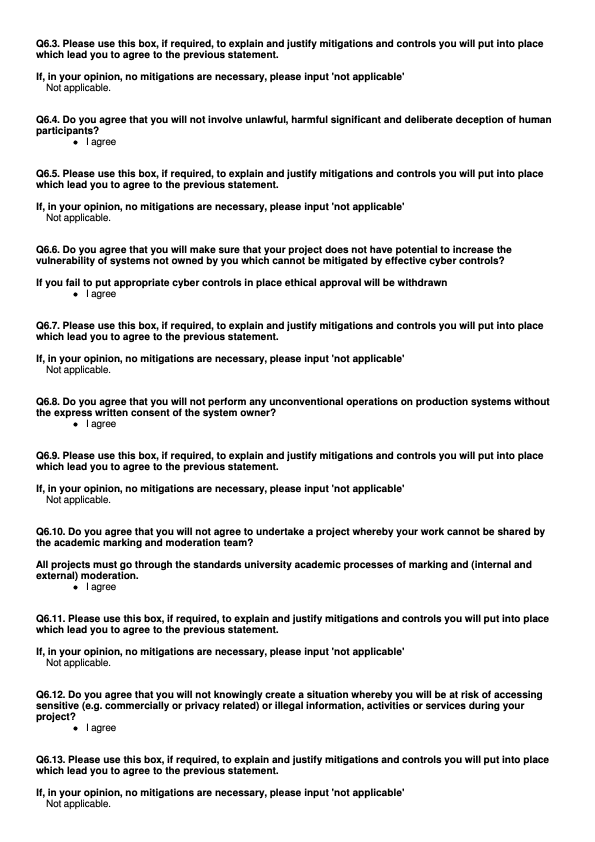 Q6.3. Please use this box, if required, to explain and justify mitigations and controls you will put into place
which lead you to agree to the previous statement.
If, in your opinion, no mitigations are necessary, please input 'not applicable'
Not applicable.
Q6.4. Do you agree that you will not involve unlawful, harmful significant and deliberate deception of human
participants?
• I agree
Q6.5. Please use this box, if required, to explain and justify mitigations and controls you will put into place
which lead you to agree to the previous statement.
If, in your opinion, no mitigations are necessary, please input 'not applicable'
Not applicable.
Q6.6. Do you agree that you will make sure that your project does not have potential to increase the
vulnerability of systems not owned by you which cannot be mitigated by effective cyber controls?
If you fail to put appropriate cyber controls in place ethical approval will be withdrawn
• I agree
Q6.7. Please use this box, if required, to explain and justify mitigations and controls you will put into place
which lead you to agree to the previous statement.
If, in your opinion, no mitigations are necessary, please input 'not applicable'
Not applicable.
Q6.8. Do you agree that you will not perform any unconventional operations on production systems without
the express written consent of the system owner?
• I agree
Q6.9. Please use this box, if required, to explain and justify mitigations and controls you will put into place
which lead you to agree to the previous statement.
If, in your opinion, no mitigations are necessary, please input 'not applicable'
Not applicable.
Q6.10. Do you agree that you will not agree to undertake a project whereby your work cannot be shared by
the academic marking and moderation team?
All projects must go through the standards university academic processes of marking and (internal and
external) moderation.
• I agree
Q6.11. Please use this box, if required, to explain and justify mitigations and controls you will put into place
which lead you to agree to the previous statement.
If, in your opinion, no mitigations are necessary, please input 'not applicable'
Not applicable.
Q6.12. Do you agree that you will not knowingly create a situation whereby you will be at risk of accessing
sensitive (e.g. commercially or privacy related) or illegal information, activities or services during your
project?
• I agree
Q6.13. Please use this box, if required, to explain and justify mitigations and controls you will put into place
which lead you to agree to the previous statement.
If, in your opinion, no mitigations are necessary, please input 'not applicable'
Not applicable.